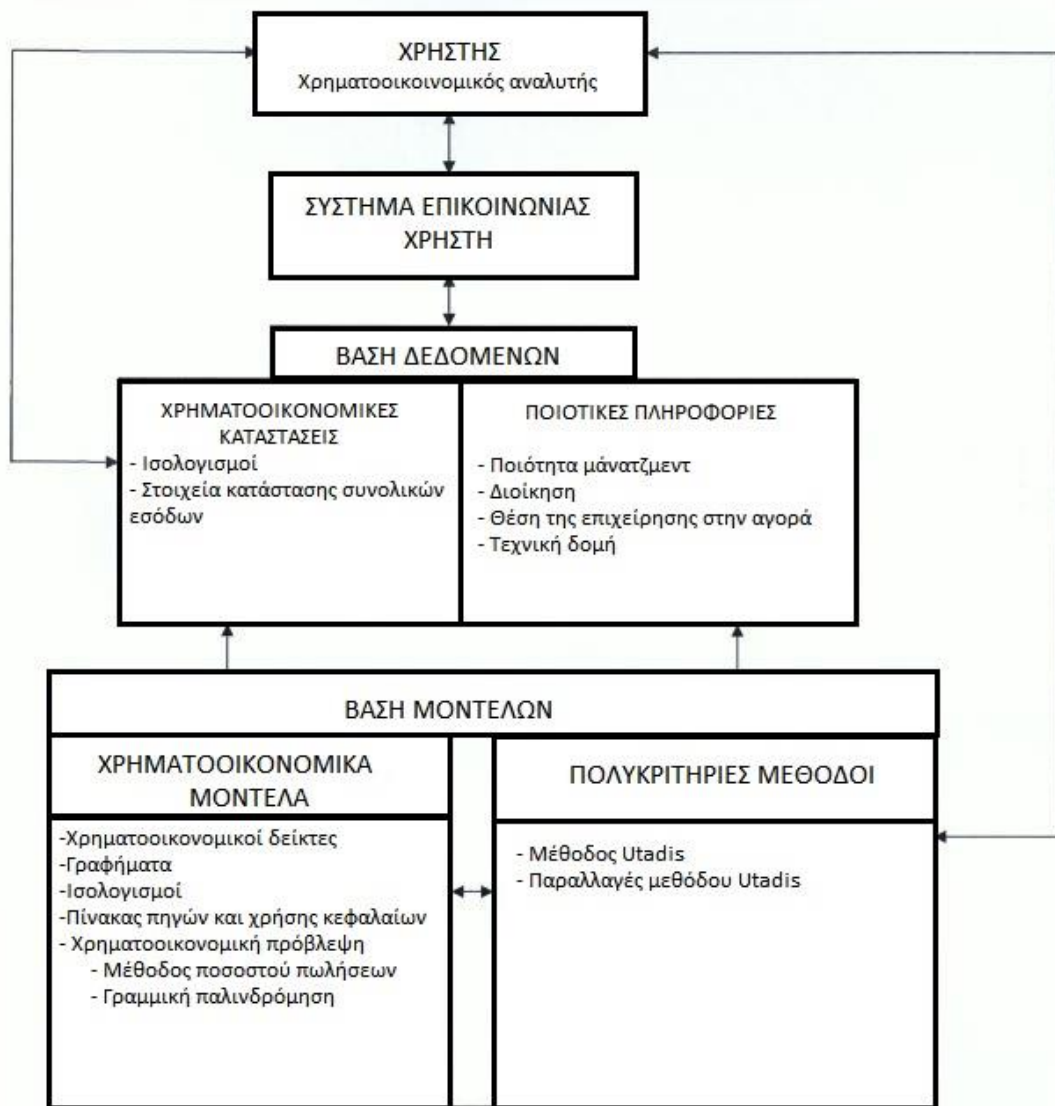 ΧΡΗΣΤΗΣ
Χρηματοοικοινομικός αναλυτής
ΣΥΣΤΗΜΑ ΕΠΙΚΟΙΝΩΝΙΑΣ
ΧΡΗΣΤΗ
ΒΑΣΗ ΔΕΔΟΜΕΝΩΝ
ΧΡΗΜΑΤΟΟΙΚΟΝΟΜΙΚΕΣ
ΚΑΤΑΣΤΑΣΕΙΣ
- Ισολογισμοί
- Στοιχεία κατάστασης συνολικών
εσόδων
ΠΟΙΟΤΙΚΕΣ ΠΛΗΡΟΦΟΡΙΕΣ
- Ποιότητα μάνατζμεντ
- Διοίκηση
- Θέση της επιχείρησης στην αγορά
- Τεχνική δομή
ΒΑΣΗ ΜΟΝΤΕΛΩΝ
ΧΡΗΜΑΤΟΟΙΚΟΝΟΜΙΚΑ
ΜΟΝΤΕΛΑ
-Χρηματοοικονομικοί δείκτες
-Γραφήματα
-Ισολογισμοί
-Πίνακας πηγών και χρήσης κεφαλαίων
- Χρηματοοικονομική πρόβλεψη
- Μέθοδος ποσοστού πωλήσεων
- Γραμμική παλινδρόμηση
ΠΟΛΥΚΡΙΤΗΡΙΕΣ ΜΕΘΟΔΟΙ
- Μέθοδος Utadis
- Παραλλαγές μεθόδου Utadis